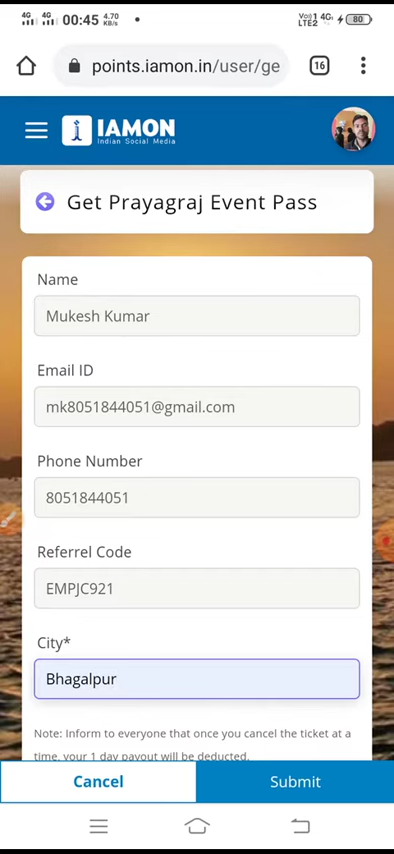 4G 4G 00:45 4.70 KB/s Vo)) 1 4G LTE2 80
points.iamon.in/user/ge 16
IAMON
Indian Social Media
Get Prayagraj Event Pass
Name
Mukesh Kumar
Email ID
mk8051844051@gmail.com
Phone Number
8051844051
Referrel Code
EMPJC921
City*
Bhagalpur
Note: Inform to everyone that once you cancel the ticket at a
time, your 1 day payout will be deducted.
Cancel Submit